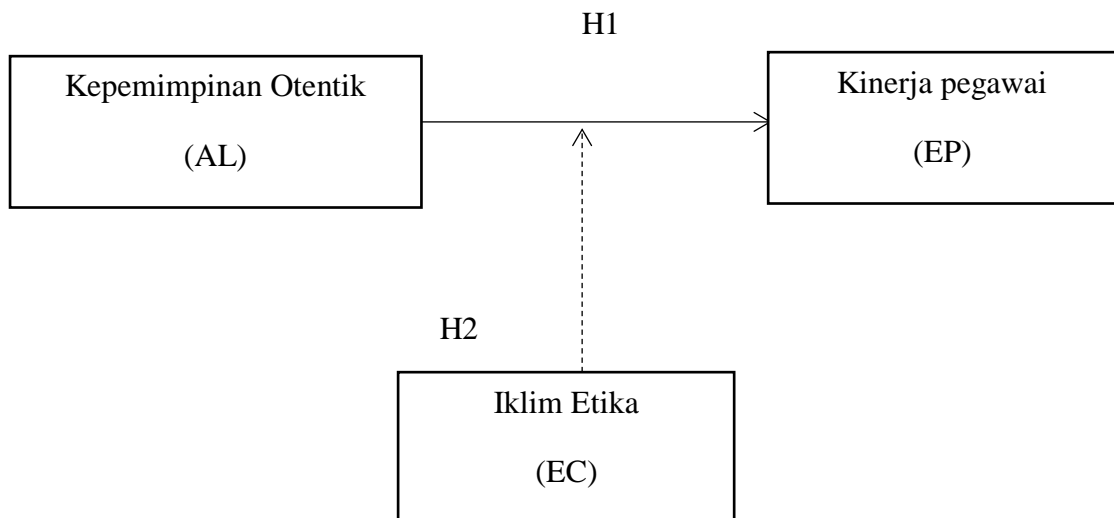 H1
Kepemimpinan Otentik
(AL)
Kinerja pegawai
(EP)
H2
Iklim Etika
(EC)